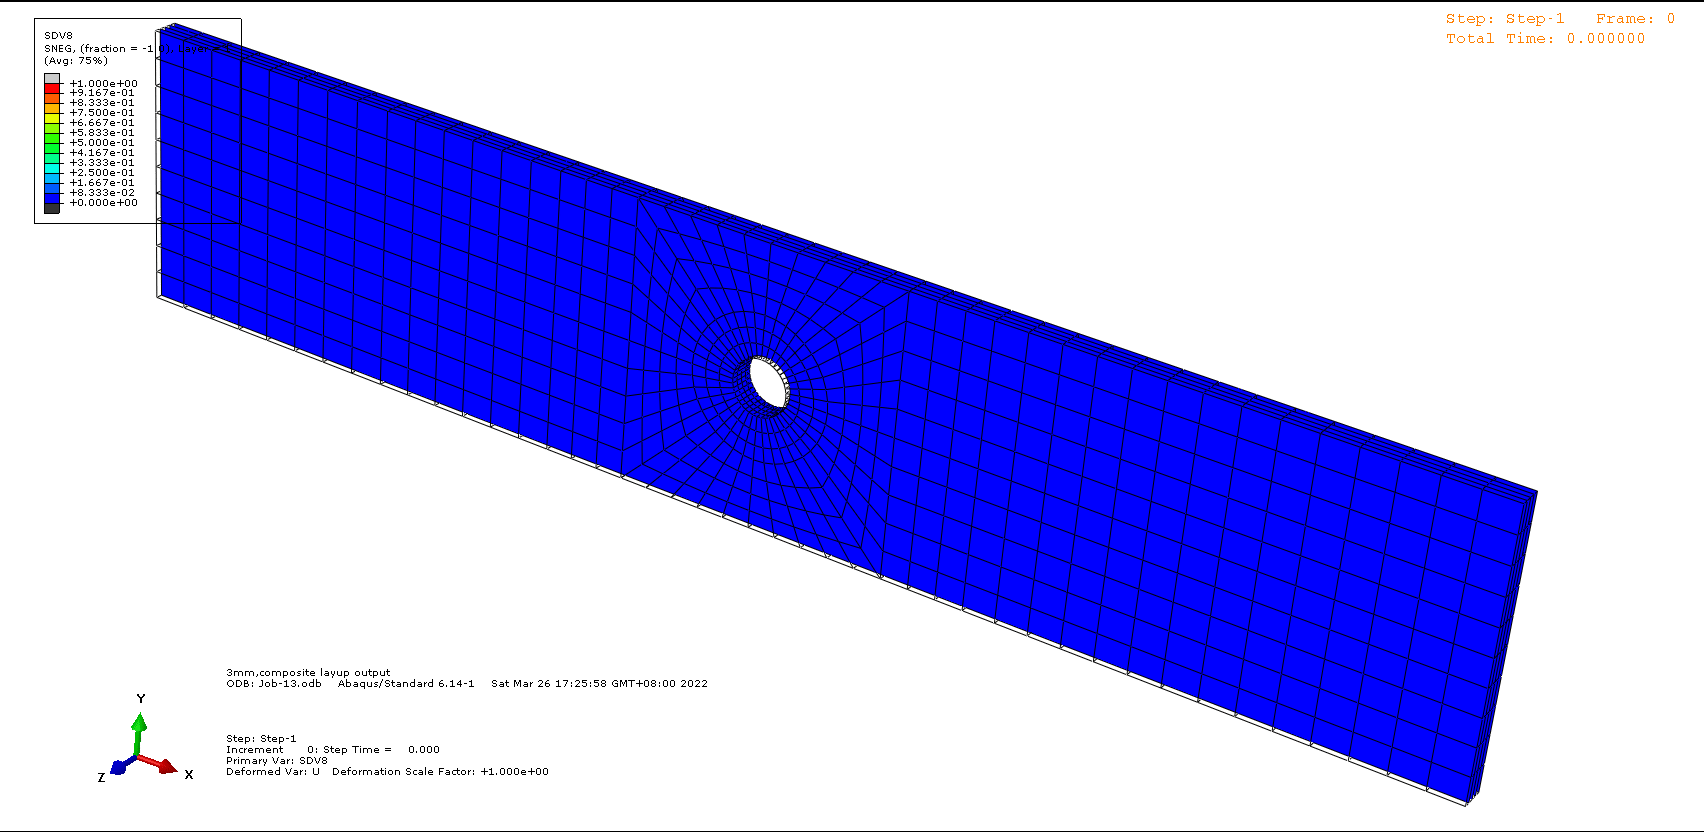 Step: Step-1 Frame: 0
Total Time: 0.000000
SDV8
SNEG, (fraction = -1
(Avg: 75%)
+1.000e+00
+9.167e-01
+8.333e-01
+7.500e-01
+6.667e-01
+5.833e-01
+5.000e-01
+4.167e-01
+3.333e-01
+2.500e-01
+1.667e-01
+8.333e-02
+0.000e+00
3mm,composite layup output
ODB: Job-13.odb Abaqus/Standard 6.14-1 Sat Mar 26 17:25:58 GMT+08:00 2022
Y
Z
X
Step: Step-1
Increment 0: Step Time = 0.000
Primary Var: SDV8
Deformed Var: U Deformation Scale Factor: +1.000e+00